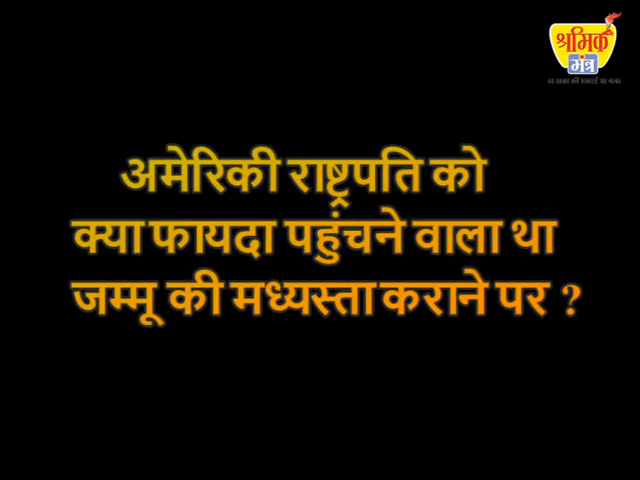 श्रमिक
मंत्र
अमेरिकी राष्ट्रपति को
क्या फायदा पहुंचने वाला था
जम्मू की मध्यस्ता कराने पर ?